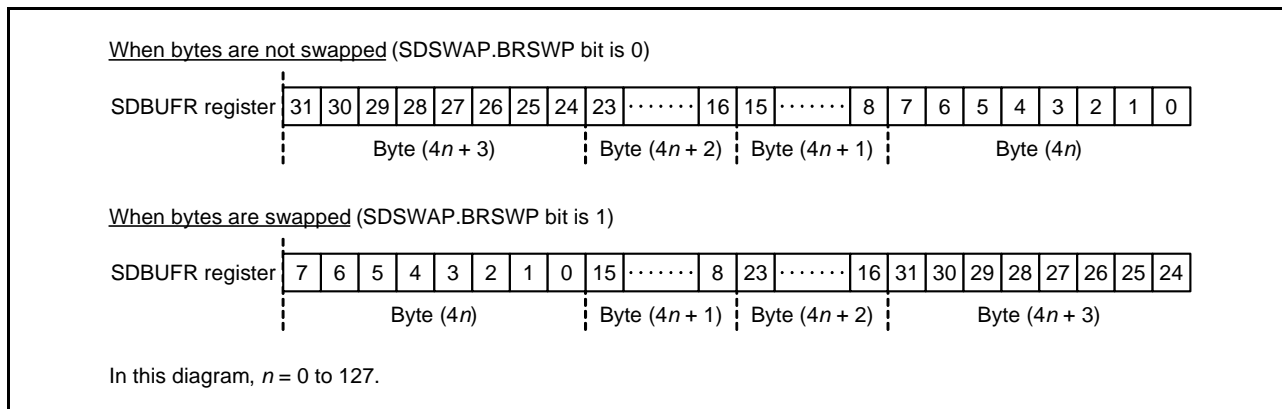 When bytes are not swapped (SDSWAP.BRSWP bit is 0)
SDBUFR register 31 30 29 28 27 26 25 24 23 ······· 16 15 ······· 8 7 6 5 4 3 2 1 0
Byte (4n + 3) Byte (4n + 2) Byte (4n + 1) Byte (4n)
When bytes are swapped (SDSWAP.BRSWP bit is 1)
SDBUFR register 7 6 5 4 3 2 1 0 15 ······· 8 23 ······· 16 31 30 29 28 27 26 25 24
Byte (4n) Byte (4n + 1) Byte (4n + 2) Byte (4n + 3)
In this diagram, n = 0 to 127.